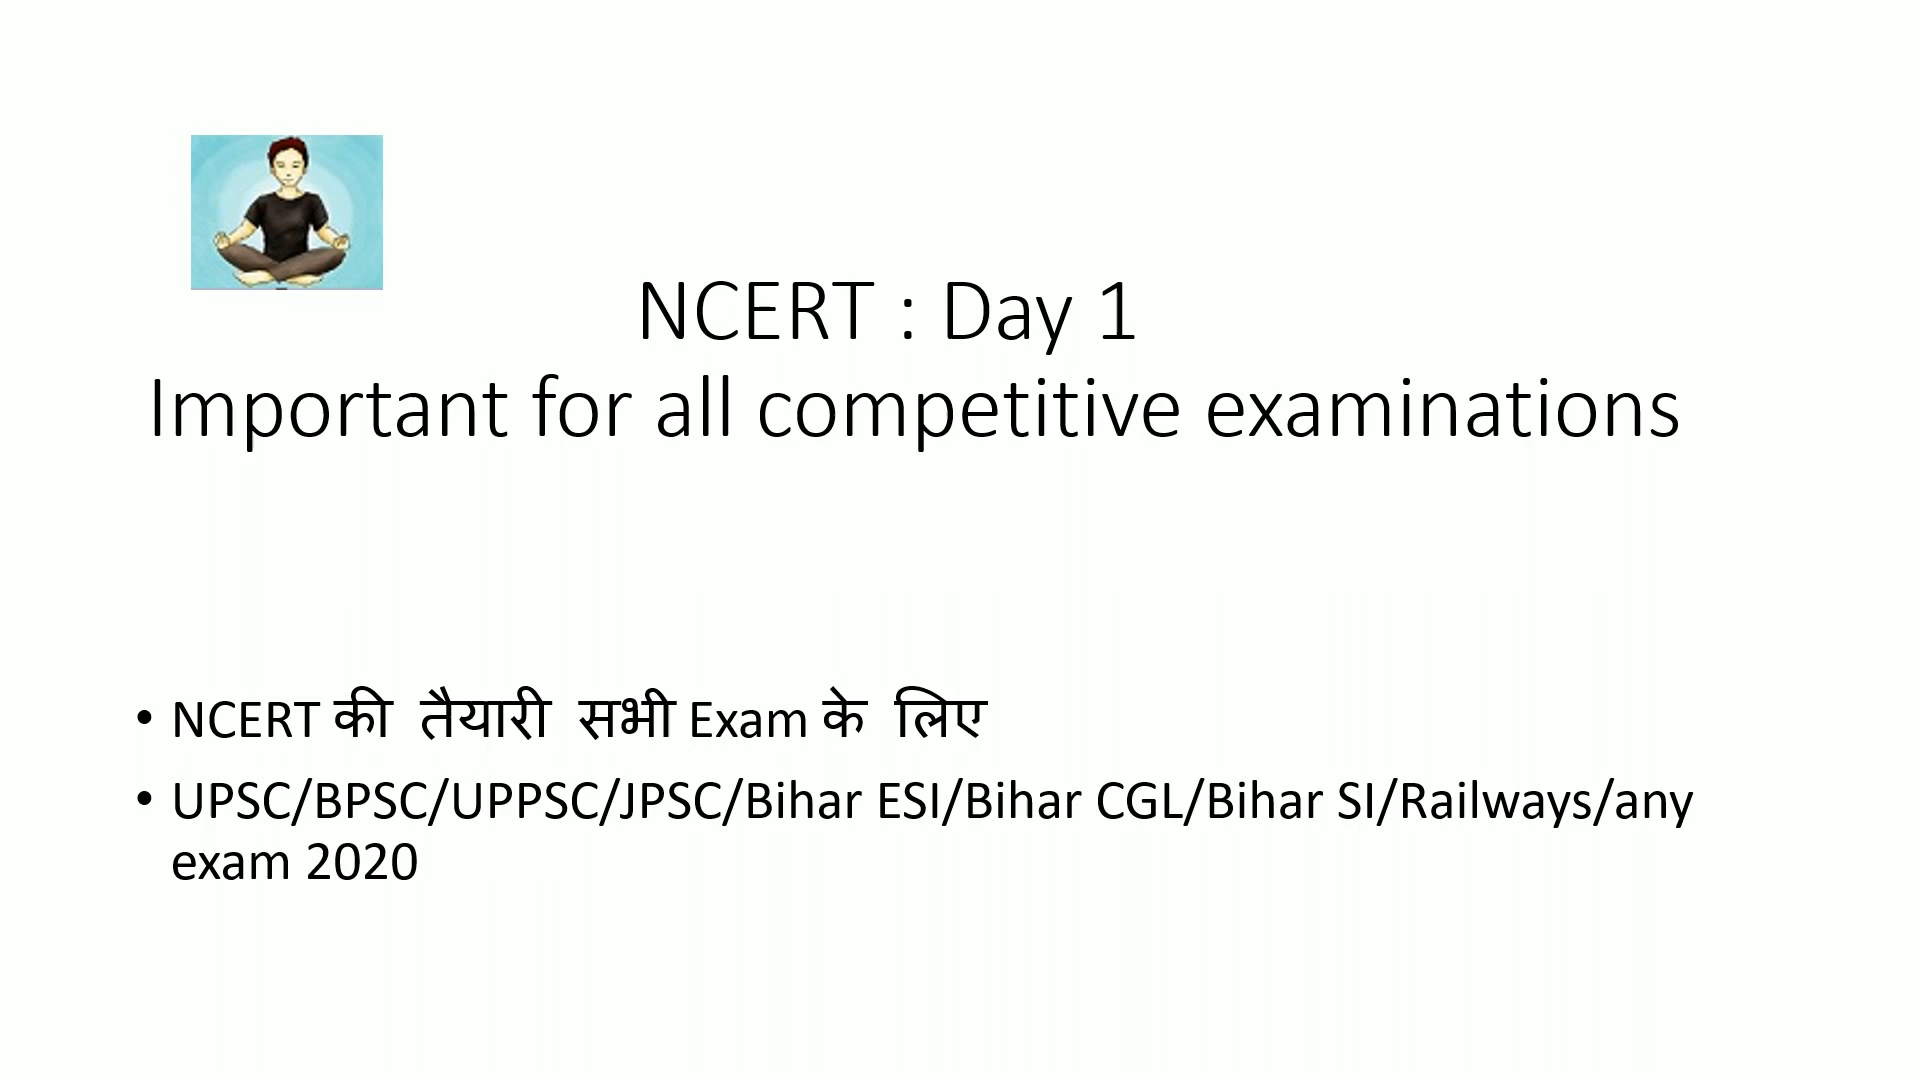 NCERT : Day 1
Important for all competitive examinations
• NCERT की तैयारी सभी Exam के लिए
• UPSC/BPSC/UPPSC/JPSC/Bihar ESI/Bihar CGL/Bihar SI/Railways/any
exam 2020